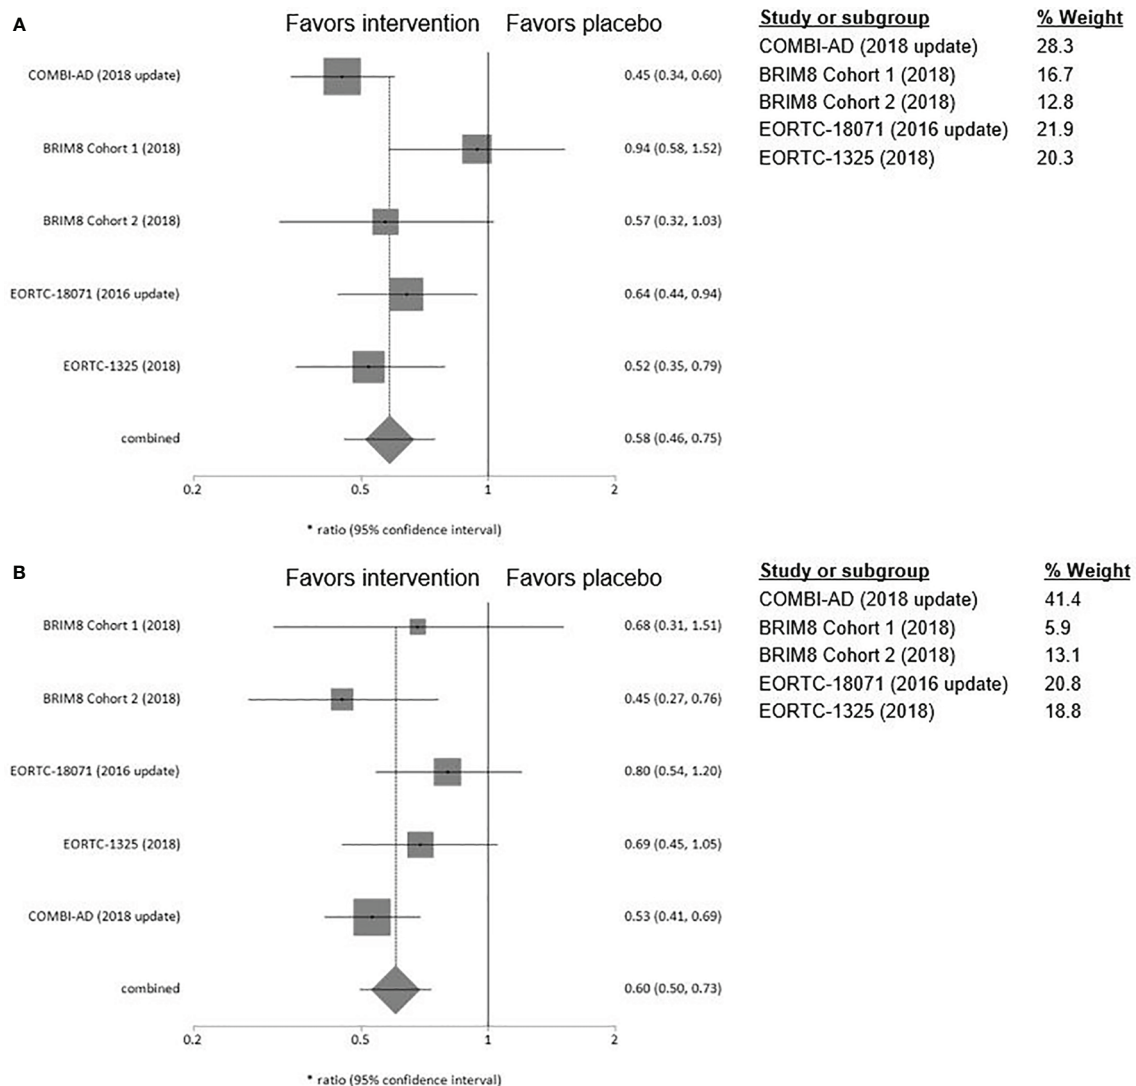 A
Favors intervention Favors placebo
COMBI-AD (2018 update) 0.45 (0.34, 0.60)
BRIM8 Cohort 1 (2018) 0.94 (0.58, 1.52)
BRIM8 Cohort 2 (2018) 0.57 (0.32, 1.03)
EORTC-18071 (2016 update) 0.64 (0.44, 0.94)
EORTC-1325 (2018) 0.52 (0.35, 0.79)
combined 0.58 (0.46, 0.75)
0.2 0.5 1 2
* ratio (95% confidence interval)
Study or subgroup % Weight
COMBI-AD (2018 update) 28.3
BRIM8 Cohort 1 (2018) 16.7
BRIM8 Cohort 2 (2018) 12.8
EORTC-18071 (2016 update) 21.9
EORTC-1325 (2018) 20.3
B
Favors intervention Favors placebo
BRIM8 Cohort 1 (2018) 0.68 (0.31, 1.51)
BRIM8 Cohort 2 (2018) 0.45 (0.27, 0.76)
EORTC-18071 (2016 update) 0.80 (0.54, 1.20)
EORTC-1325 (2018) 0.69 (0.45, 1.05)
COMBI-AD (2018 update) 0.53 (0.41, 0.69)
combined 0.60 (0.50, 0.73)
0.2 0.5 1 2
* ratio (95% confidence interval)
Study or subgroup % Weight
COMBI-AD (2018 update) 41.4
BRIM8 Cohort 1 (2018) 5.9
BRIM8 Cohort 2 (2018) 13.1
EORTC-18071 (2016 update) 20.8
EORTC-1325 (2018) 18.8